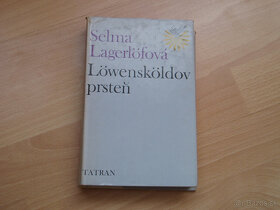 Selma
Lagerlöfová
Löwensköldov
prsteň
TATRAN